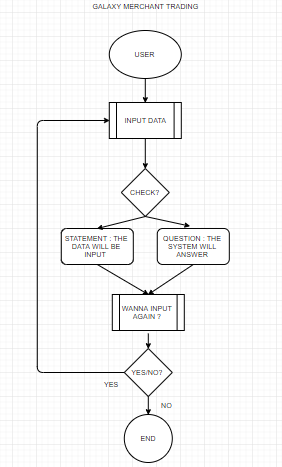 GALAXY MERCHANT TRADING
USER
INPUT DATA
CHECK?
STATEMENT : THE
DATA WILL BE
INPUT
QUESTION : THE
SYSTEM WILL
ANSWER
WANNA INPUT
AGAIN ?
YES/NO?
YES
NO
END